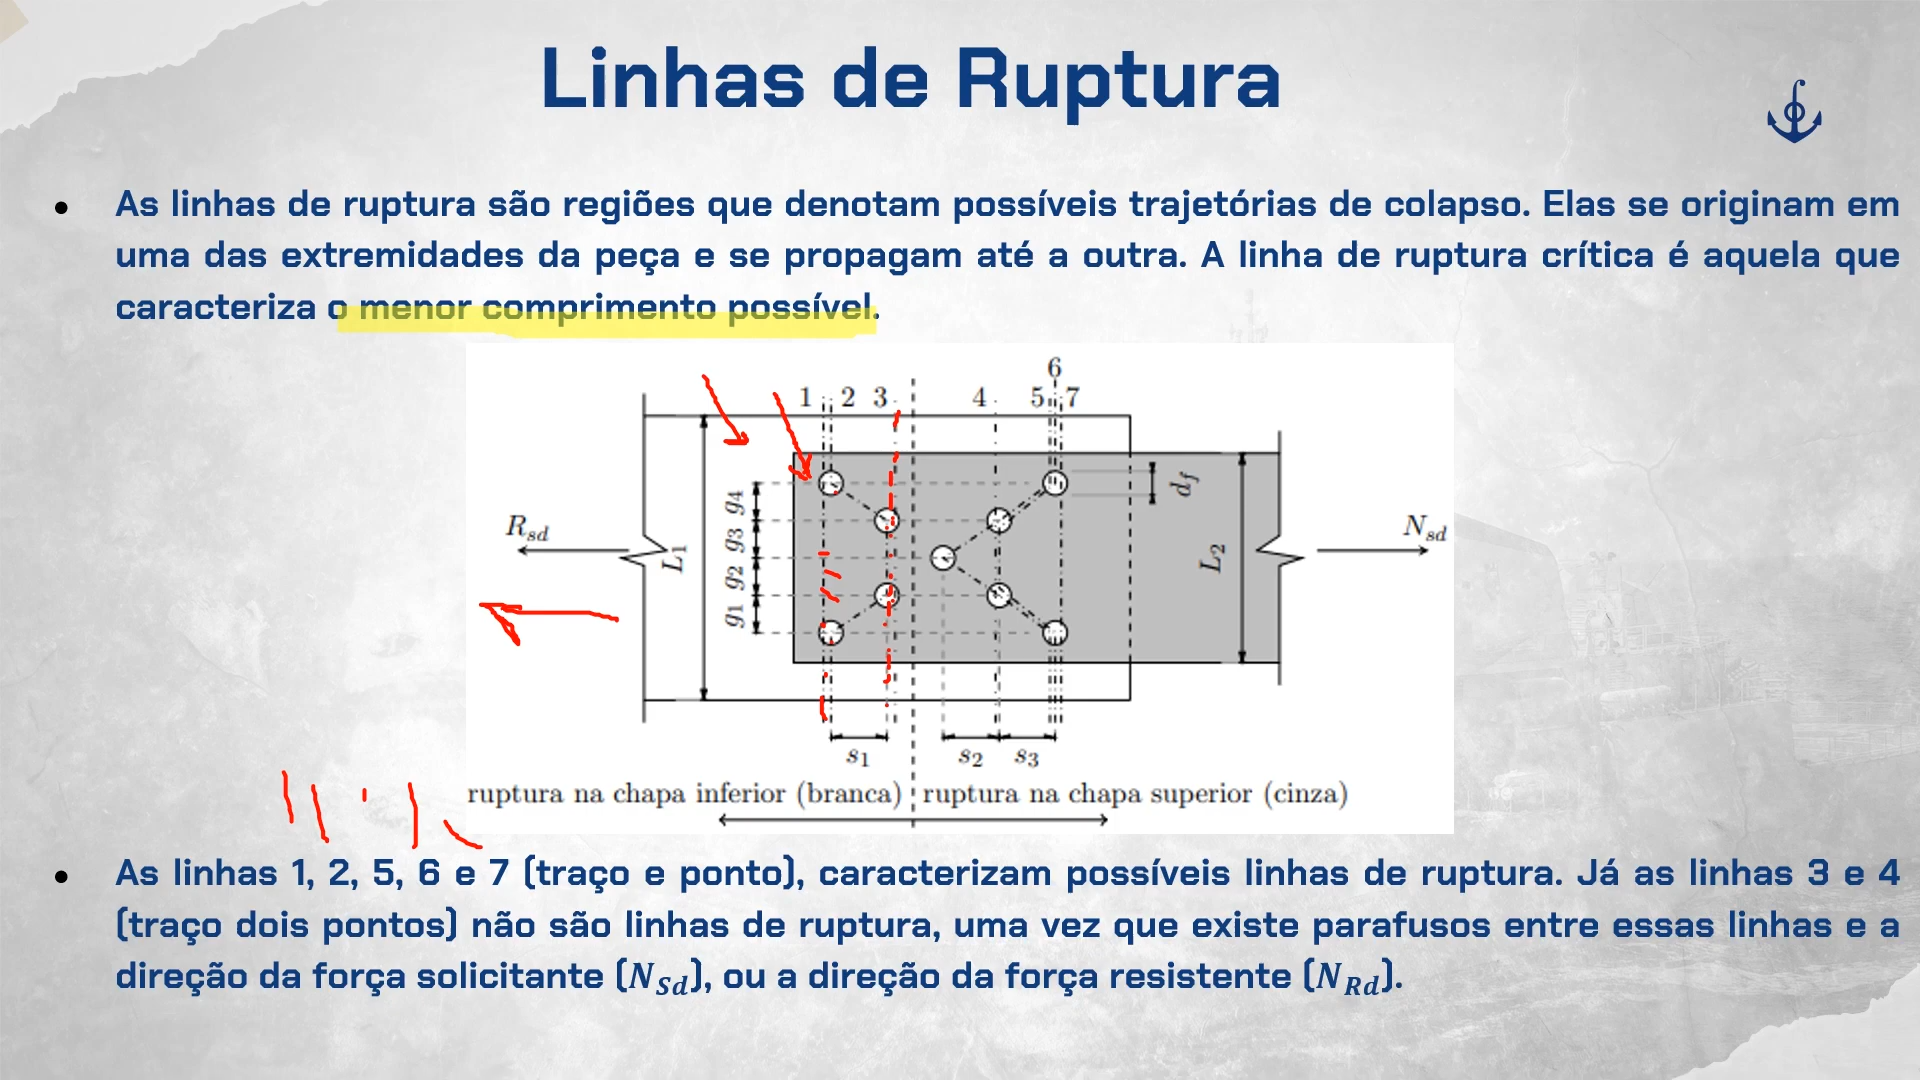 Linhas de Ruptura
• As linhas de ruptura são regiões que denotam possíveis trajetórias de colapso. Elas se originam em
uma das extremidades da peça e se propagam até a outra. A linha de ruptura crítica é aquela que
caracteriza o menor comprimento possível.
6
1 2 3 4 5 7
g4
g3
g2
g1
df
Rsd
L1
L2
Nsd
s1 s2 s3
ruptura na chapa inferior (branca) ruptura na chapa superior (cinza)
• As linhas 1, 2, 5, 6 e 7 (traço e ponto), caracterizam possíveis linhas de ruptura. Já as linhas 3 e 4
(traço dois pontos) não são linhas de ruptura, uma vez que existe parafusos entre essas linhas e a
direção da força solicitante (NSd), ou a direção da força resistente (NRd).